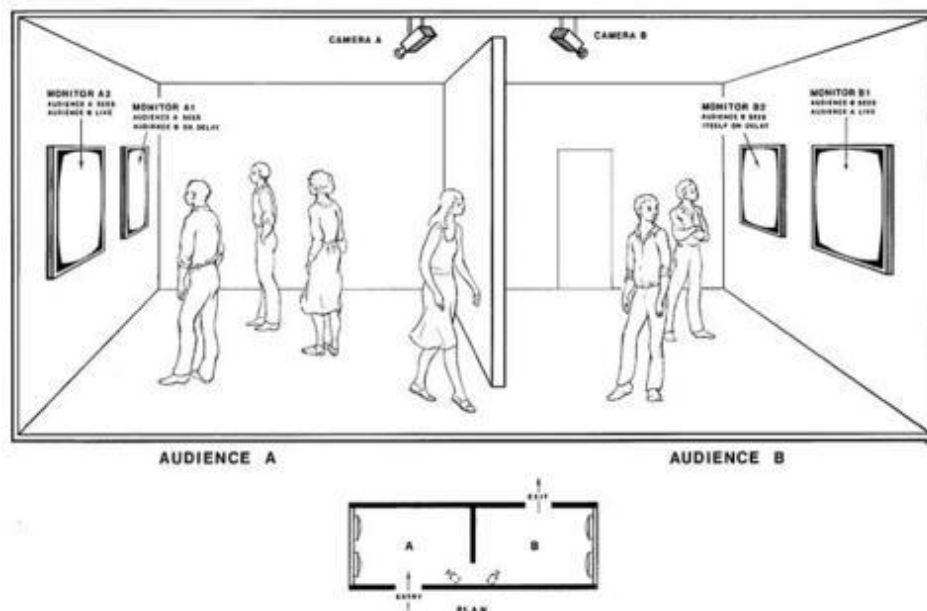 CAMERA A
CAMERA B
MONITOR A2
AUDIENCE A SEES
AUDIENCE B LIVE
MONITOR A1
AUDIENCE A SEES
AUDIENCE B ON DELAY
MONITOR B2
AUDIENCE B SEES
ITSELF ON DELAY
MONITOR B1
AUDIENCE B SEES
A LIVE
AUDIENCE A
AUDIENCE B
EXIT
A
B
ENTRY
PLAN